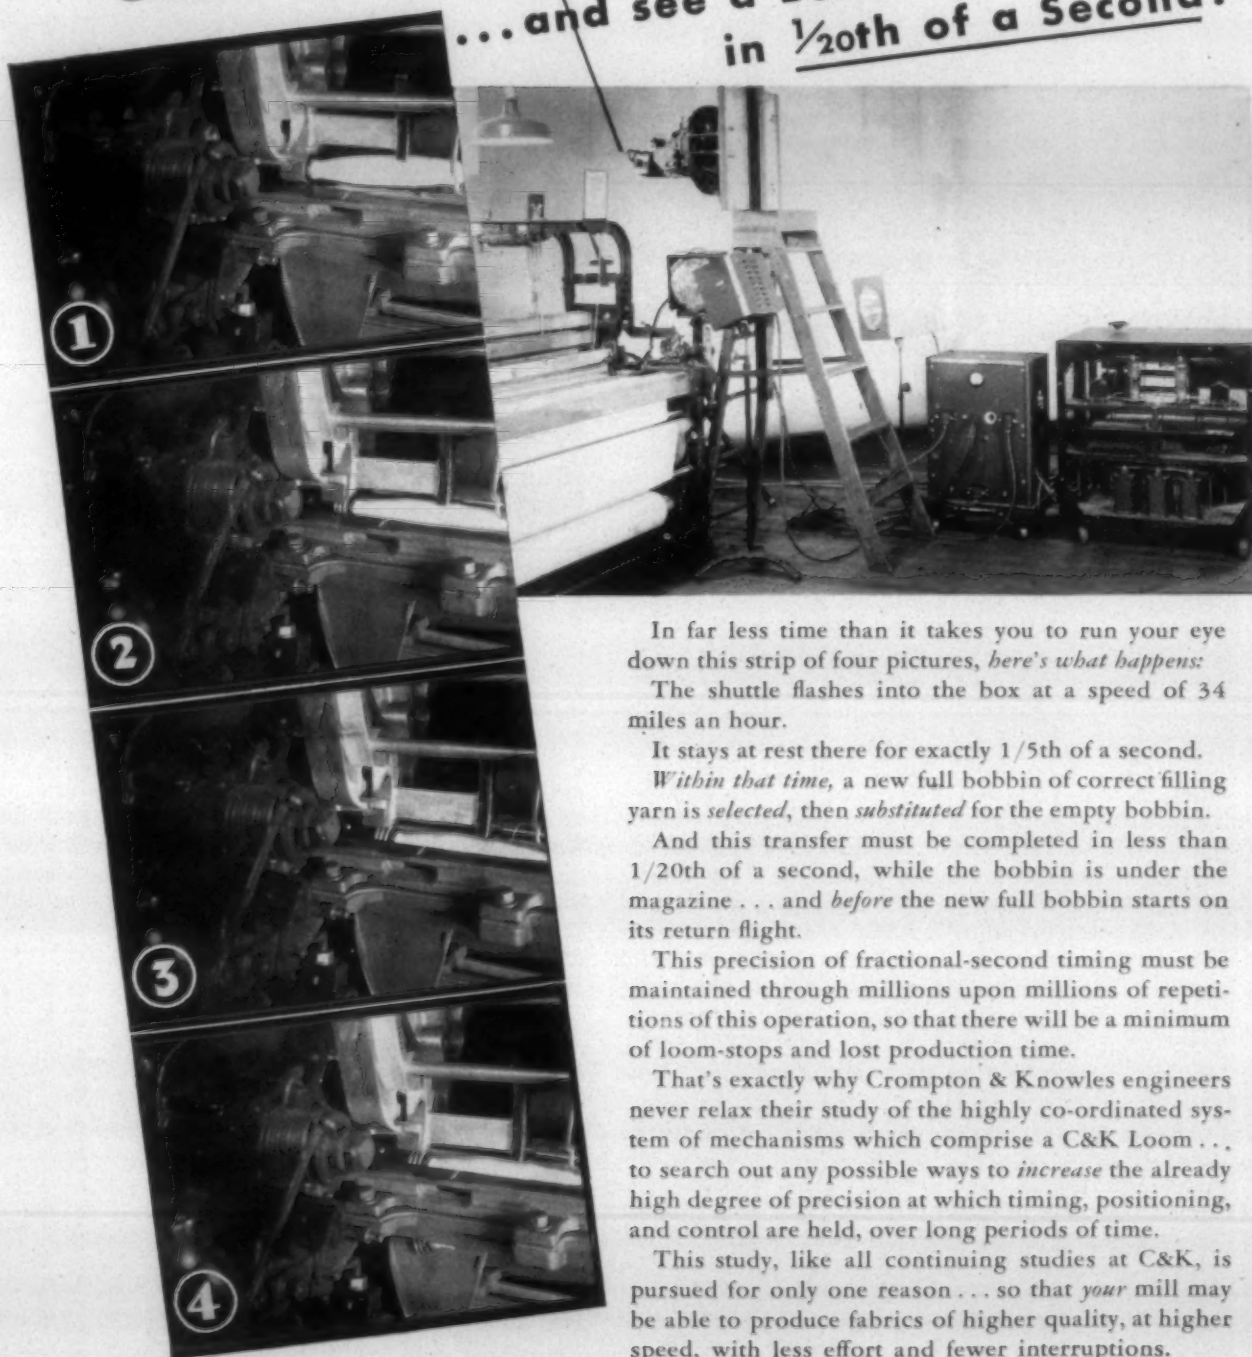 ...and see a
in 1/20th of a Second.
1
2
3
4
In far less time than it takes you to run your eye
down this strip of four pictures, here's what happens:
The shuttle flashes into the box at a speed of 34
miles an hour.
It stays at rest there for exactly 1/5th of a second.
Within that time, a new full bobbin of correct filling
yarn is selected, then substituted for the empty bobbin.
And this transfer must be completed in less than
1/20th of a second, while the bobbin is under the
magazine . . . and before the new full bobbin starts on
its return flight.
This precision of fractional-second timing must be
maintained through millions upon millions of repeti-
tions of this operation, so that there will be a minimum
of loom-stops and lost production time.
That's exactly why Crompton & Knowles engineers
never relax their study of the highly co-ordinated sys-
tem of mechanisms which comprise a C&K Loom . . .
to search out any possible ways to increase the already
high degree of precision at which timing, positioning,
and control are held, over long periods of time.
This study, like all continuing studies at C&K, is
pursued for only one reason . . . so that your mill may
be able to produce fabrics of higher quality, at higher
speed, with less effort and fewer interruptions.